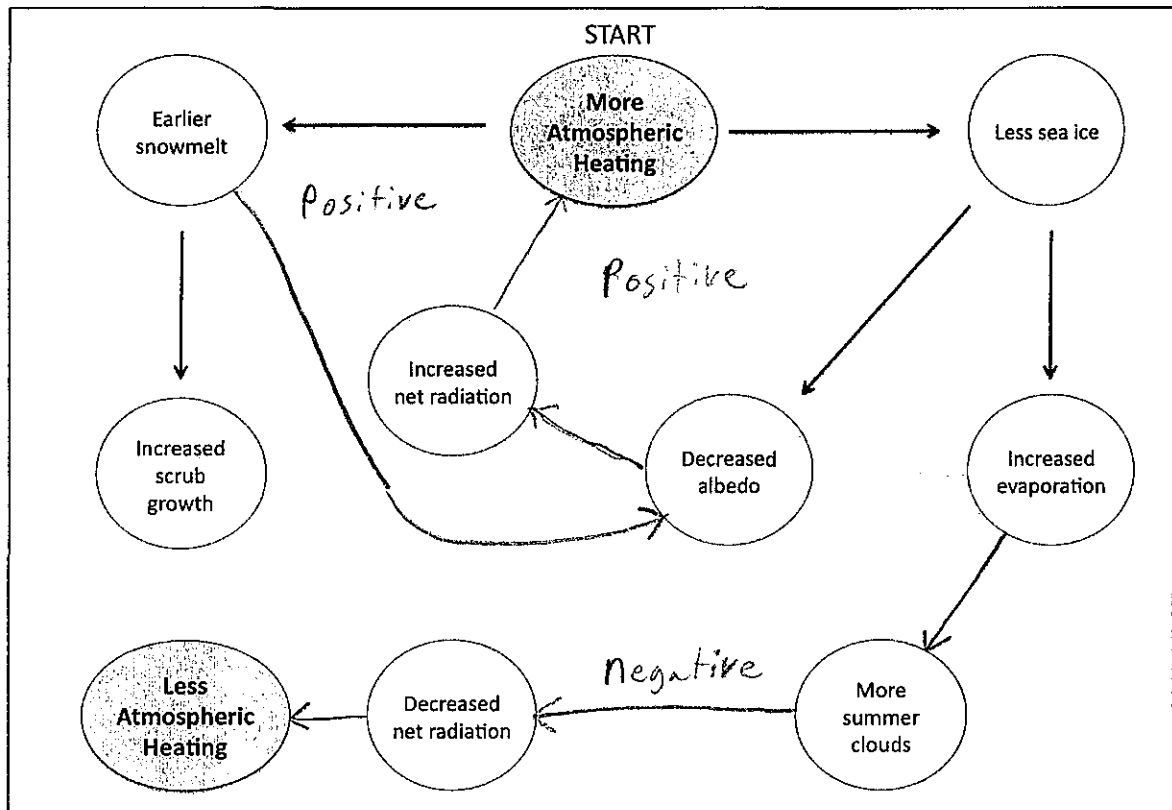 START
Earlier
snowmelt
More
Atmospheric
Heating
Less sea ice
Positive
Positive
Increased
net radiation
Increased
scrub
growth
Decreased
albedo
Increased
evaporation
Less
Atmospheric
Heating
Decreased
net radiation
negative
More
summer
clouds